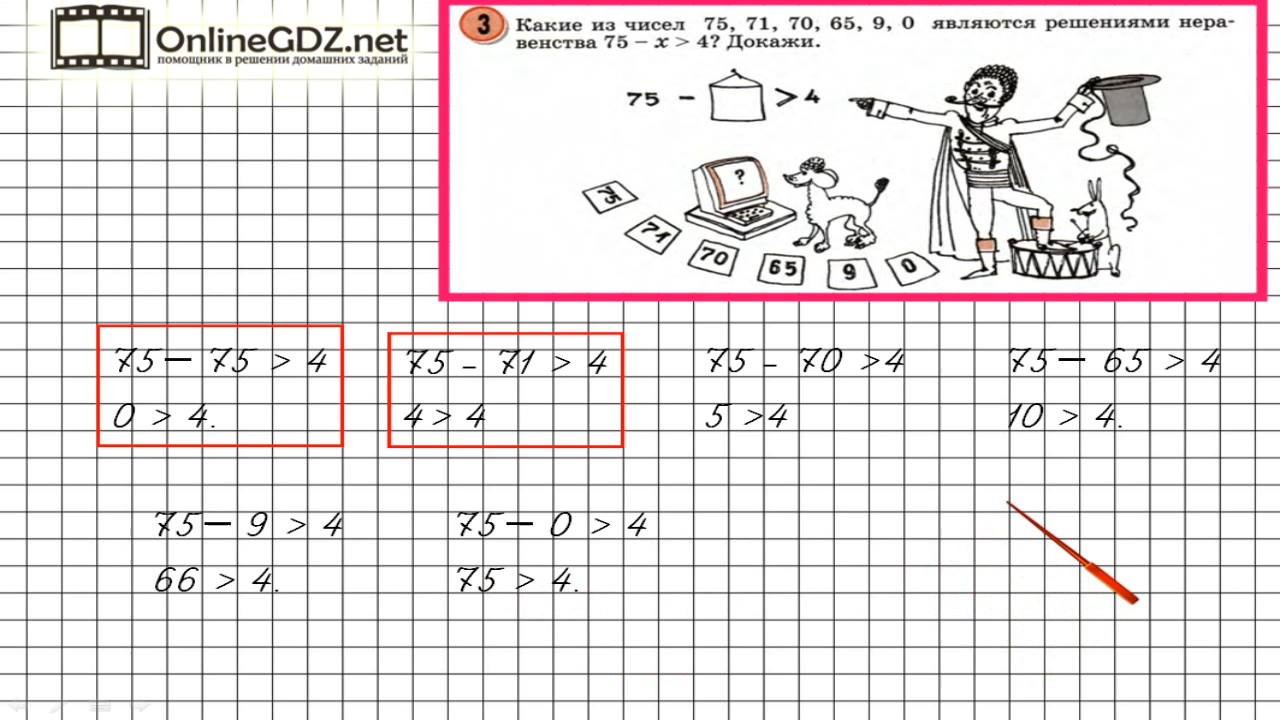 OnlineGDZ.net
помощник в решении домашних заданий
3 Какие из чисел 75, 71, 70, 65, 9, 0 являются решениями нера-
венства 75 – x > 4? Докажи.
75 – > 4
?
75
71
70
65
9
0
75 – 75 > 4
0 > 4.
75 – 71 > 4
4 > 4
75 – 70 >4
5 >4
75 – 65 > 4
10 > 4.
75 – 9 > 4
66 > 4.
75 – 0 > 4
75 > 4.